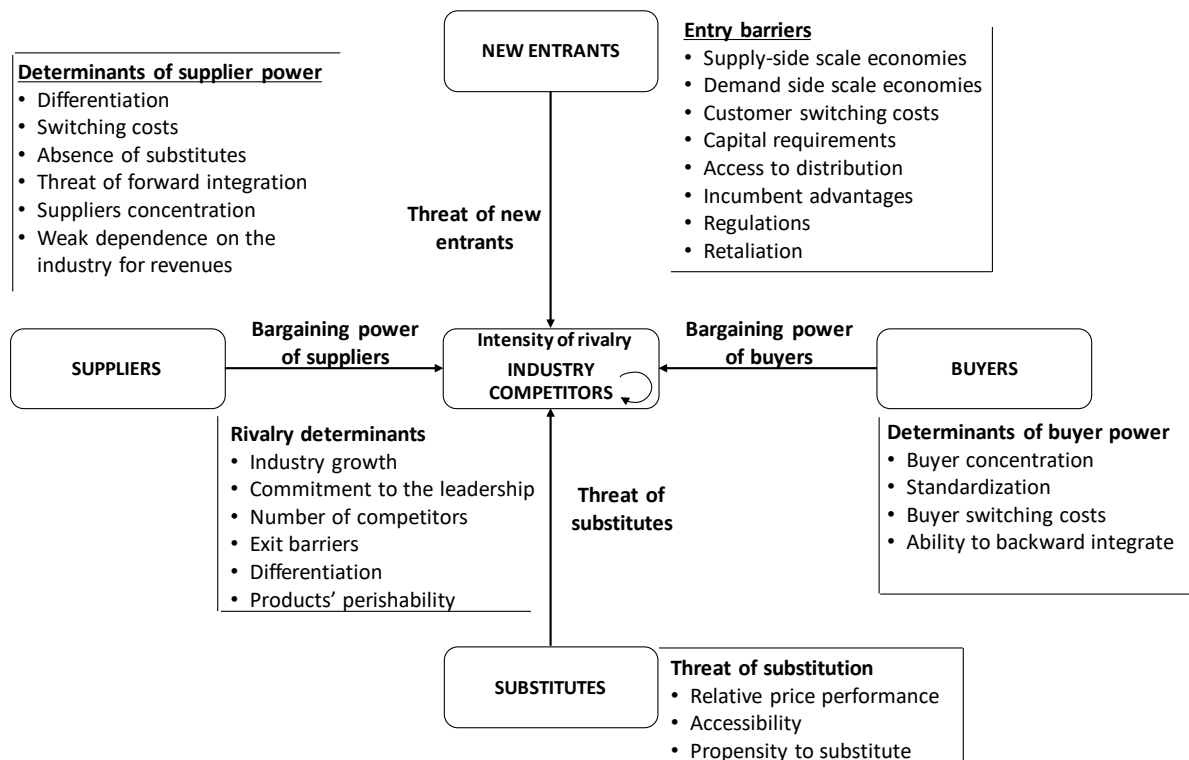 NEW ENTRANTS
Entry barriers
• Supply-side scale economies
• Demand side scale economies
• Customer switching costs
• Capital requirements
• Access to distribution
• Incumbent advantages
• Regulations
• Retaliation
Determinants of supplier power
• Differentiation
• Switching costs
• Absence of substitutes
• Threat of forward integration
• Suppliers concentration
• Weak dependence on the
industry for revenues
Threat of new
entrants
Bargaining power
of suppliers
SUPPLIERS
Intensity of rivalry
INDUSTRY
COMPETITORS
Bargaining power
of buyers
BUYERS
Rivalry determinants
• Industry growth
• Commitment to the leadership
• Number of competitors
• Exit barriers
• Differentiation
• Products’ perishability
Threat of
substitutes
Determinants of buyer power
• Buyer concentration
• Standardization
• Buyer switching costs
• Ability to backward integrate
SUBSTITUTES
Threat of substitution
• Relative price performance
• Accessibility
• Propensity to substitute